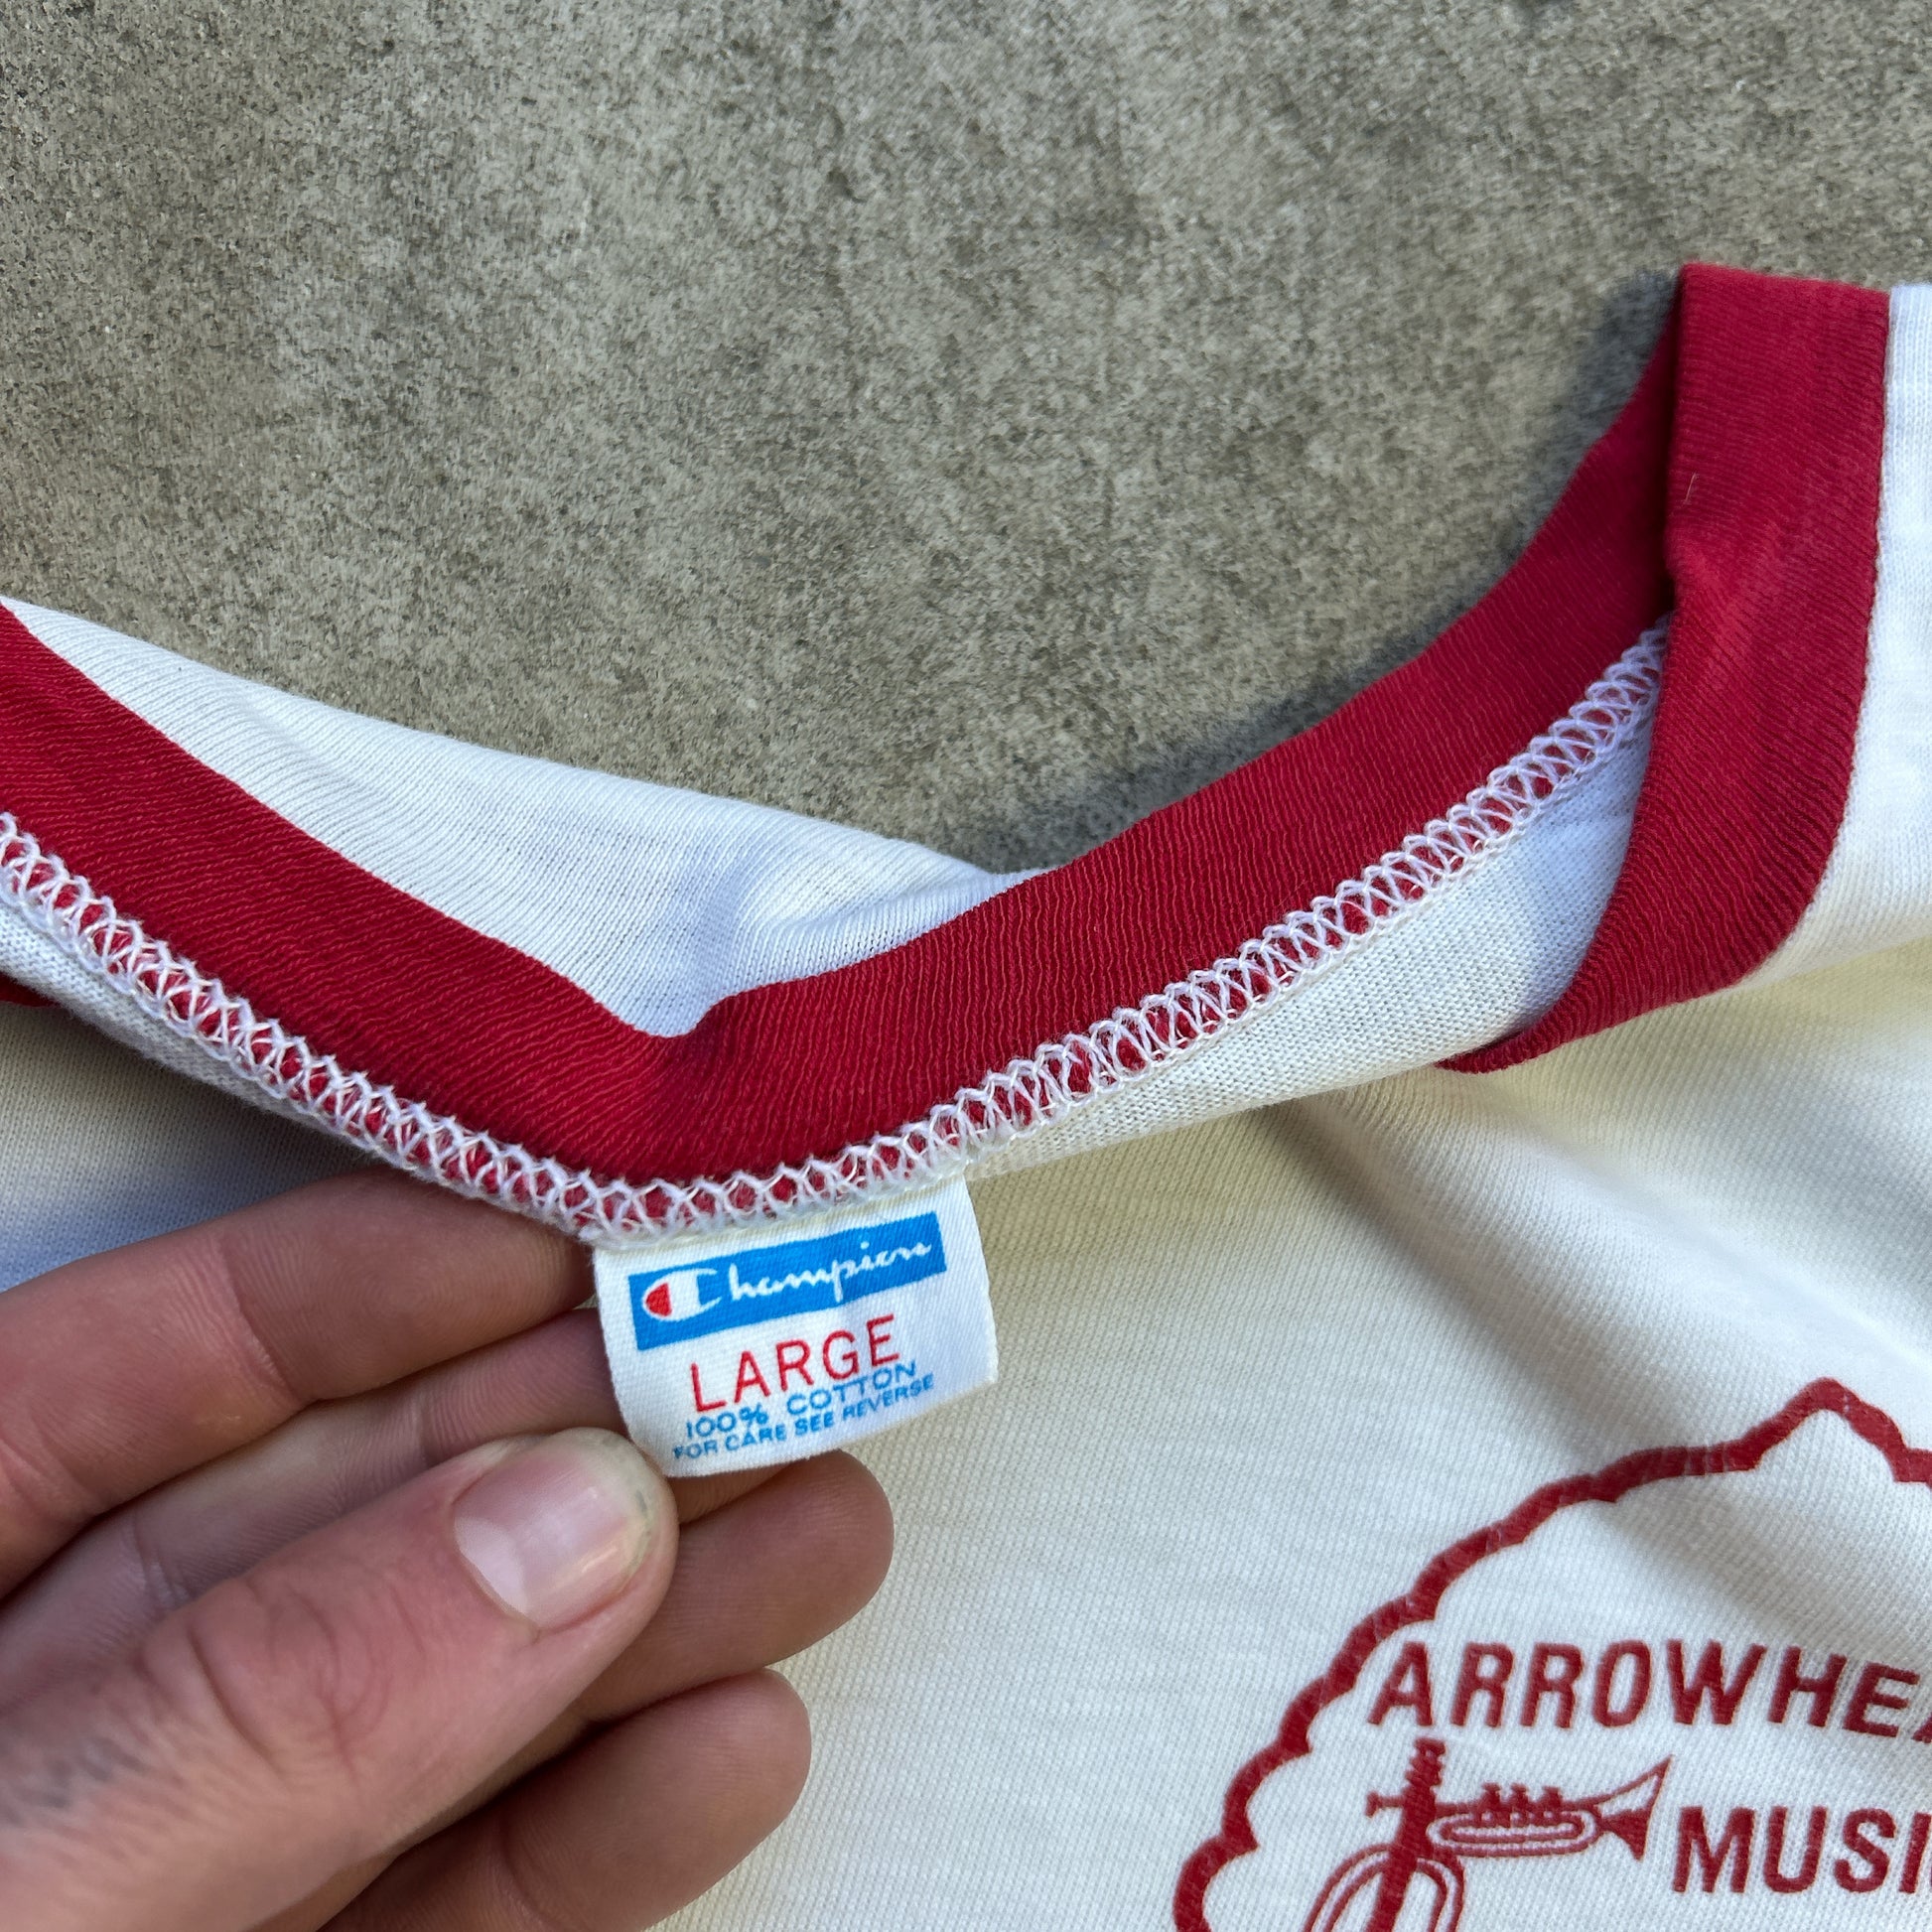 Champion
LARGE
100% COTTON
FOR CARE SEE REVERSE
ARROWHEA
MUSI